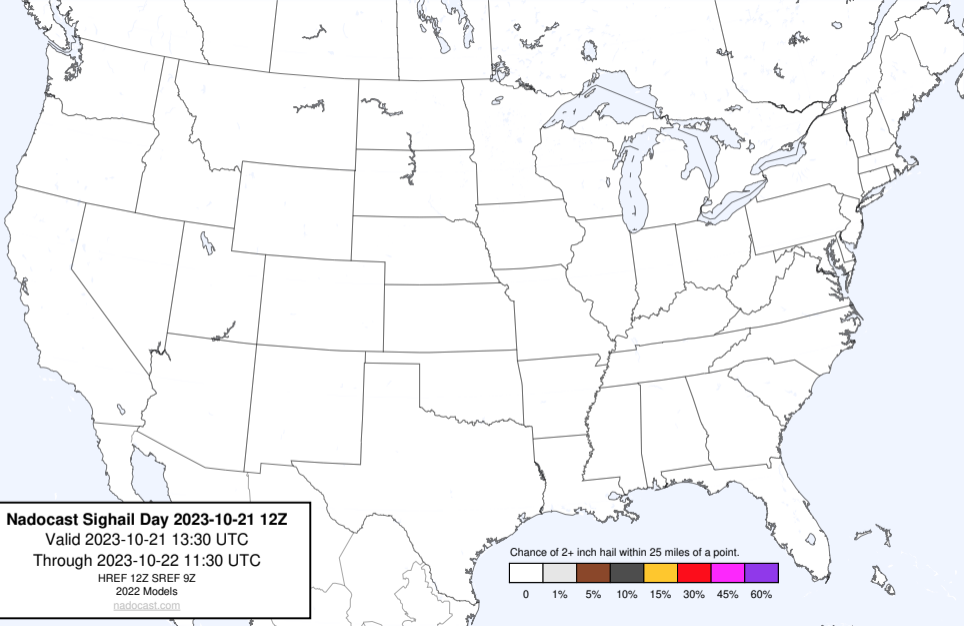 Nadocast Sighail Day 2023-10-21 12Z
Valid 2023-10-21 13:30 UTC
Through 2023-10-22 11:30 UTC
HREF 12Z SREF 9Z
2022 Models
nadocast.com
Chance of 2+ inch hail within 25 miles of a point.
0 1% 5% 10% 15% 30% 45% 60%